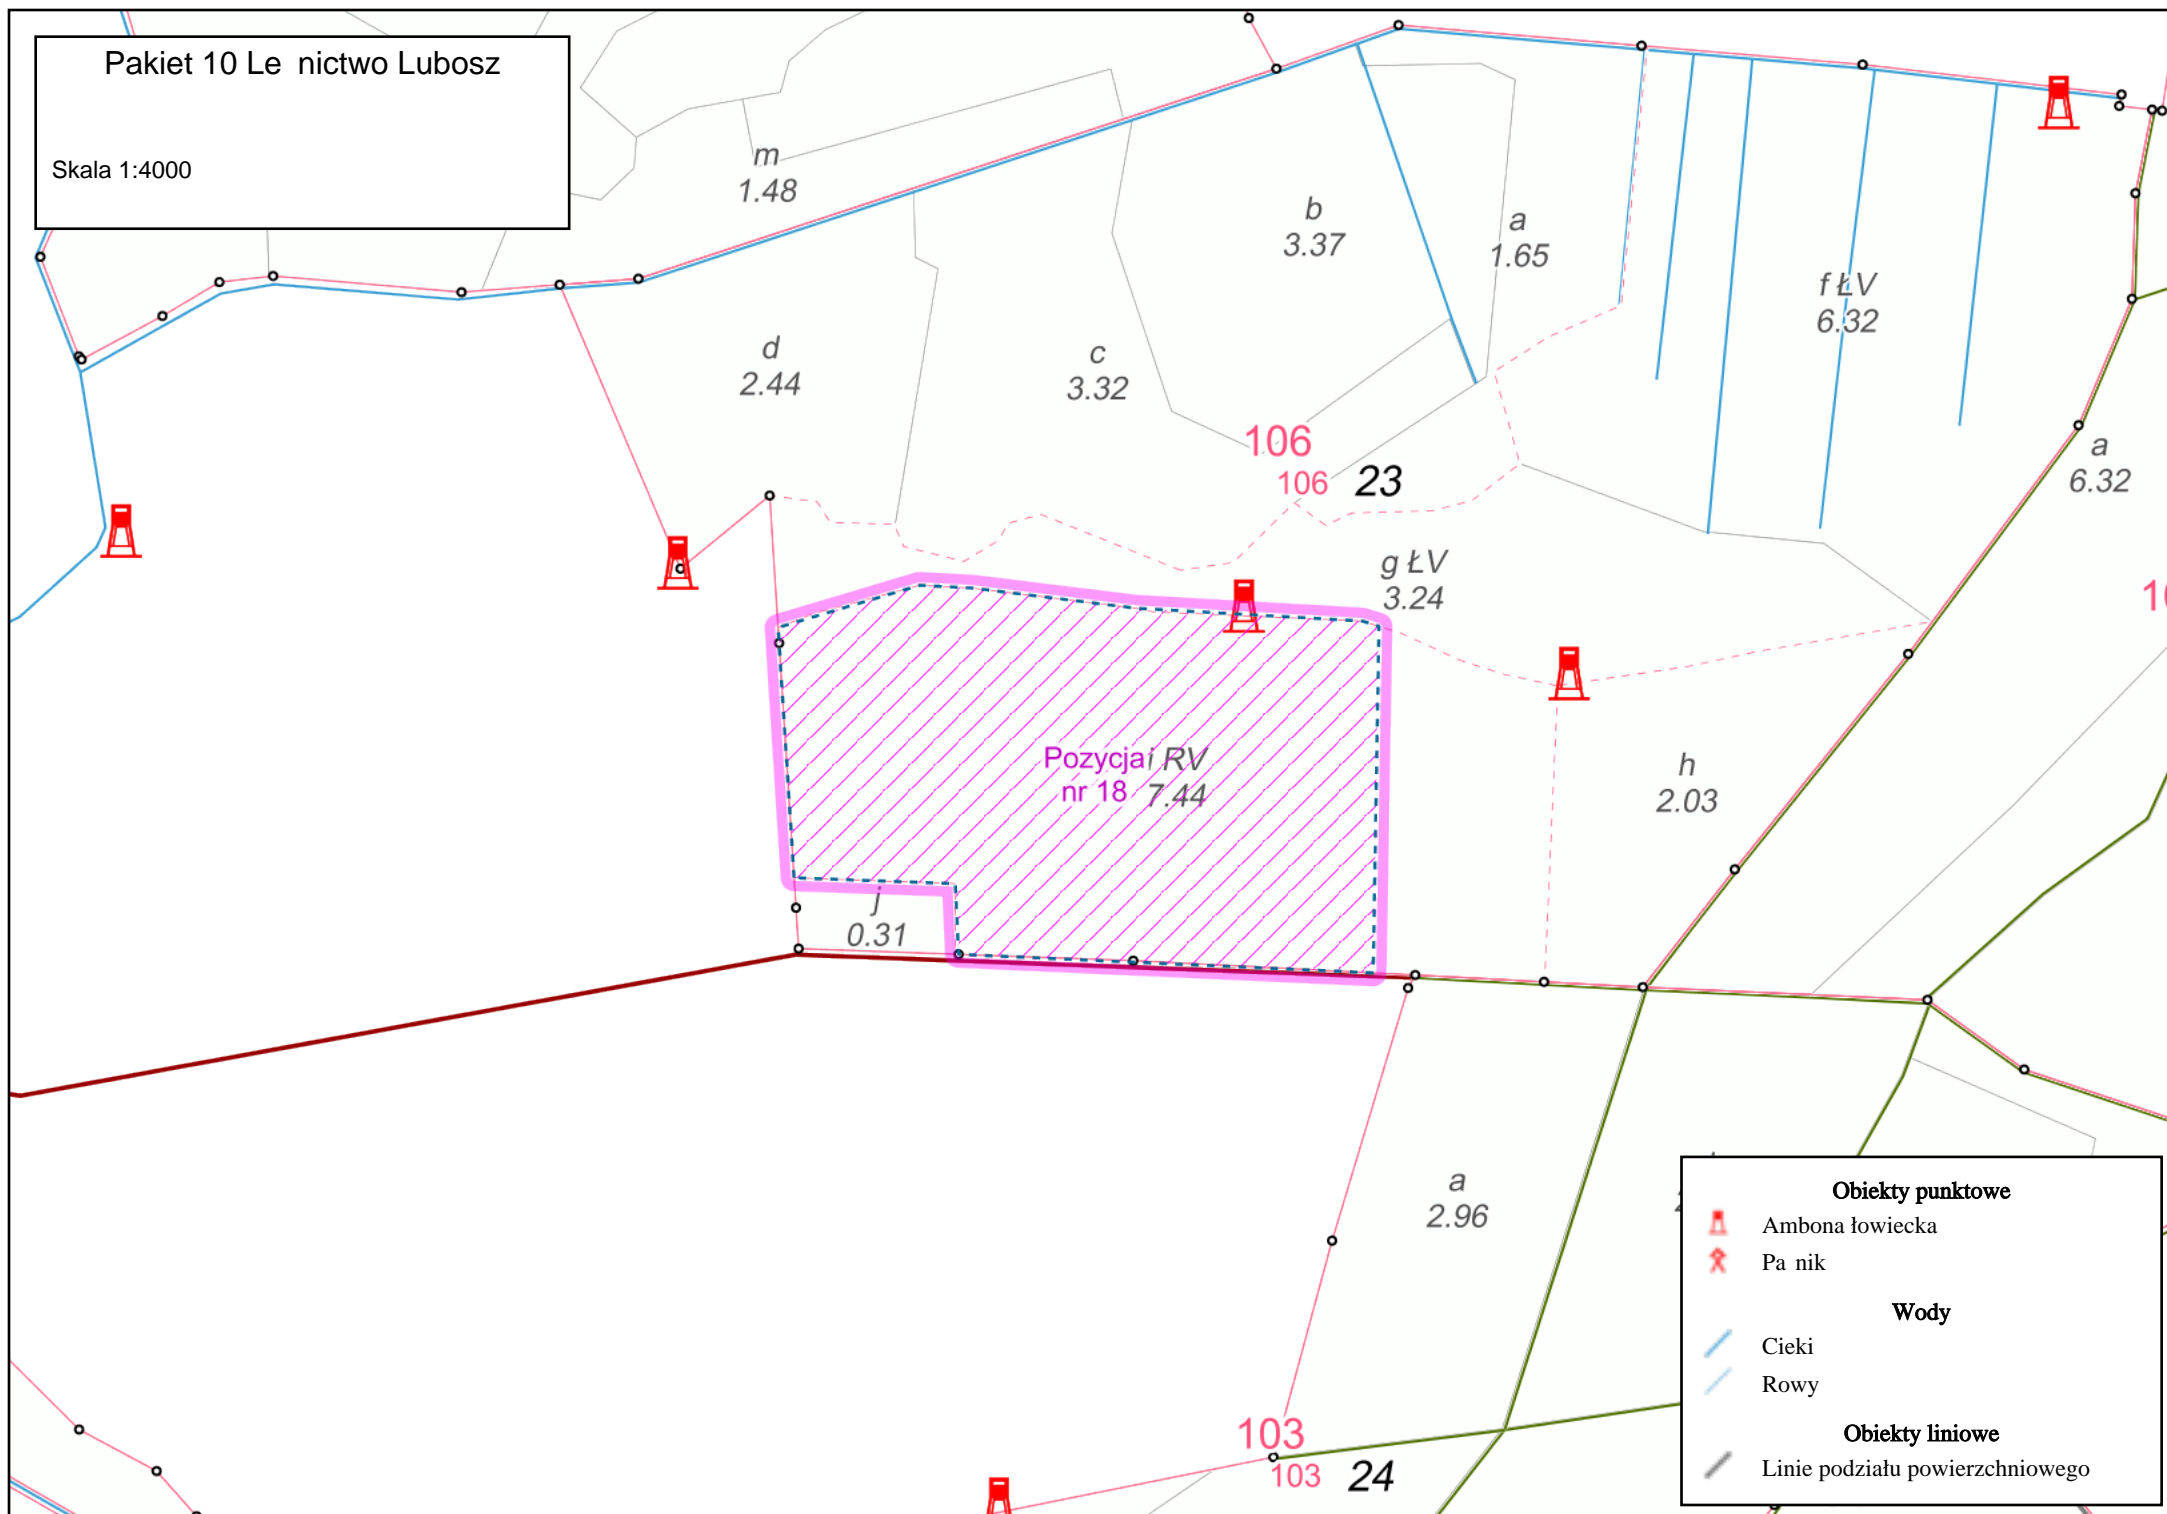 Pakiet 10 Le nictwo Lubosz
Skala 1:4000
m
1.48
b
3.37
a
1.65
f ŁV
6.32
d
2.44
c
3.32
106
106 23
a
6.32
g ŁV
3.24
10
Pozycja i RV
nr 18 7.44
h
2.03
j
0.31
a
2.96
103
103 24
Obiekty punktowe
Ambona łowiecka
Pa nik
Wody
Cieki
Rowy
Obiekty liniowe
Linie podziału powierzchniowego